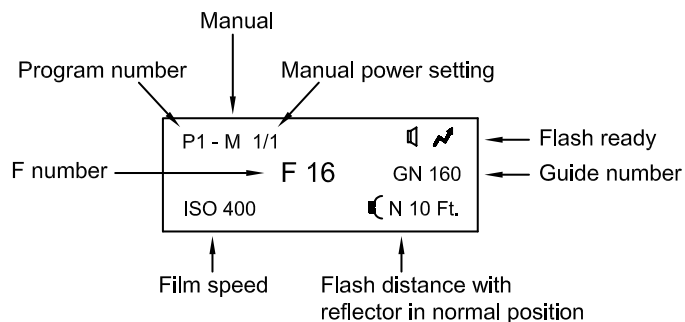 Manual
Program number
Manual power setting
P1 - M 1/1
Flash ready
F number
F 16
GN 160
Guide number
ISO 400
N 10 Ft.
Film speed
Flash distance with
reflector in normal position